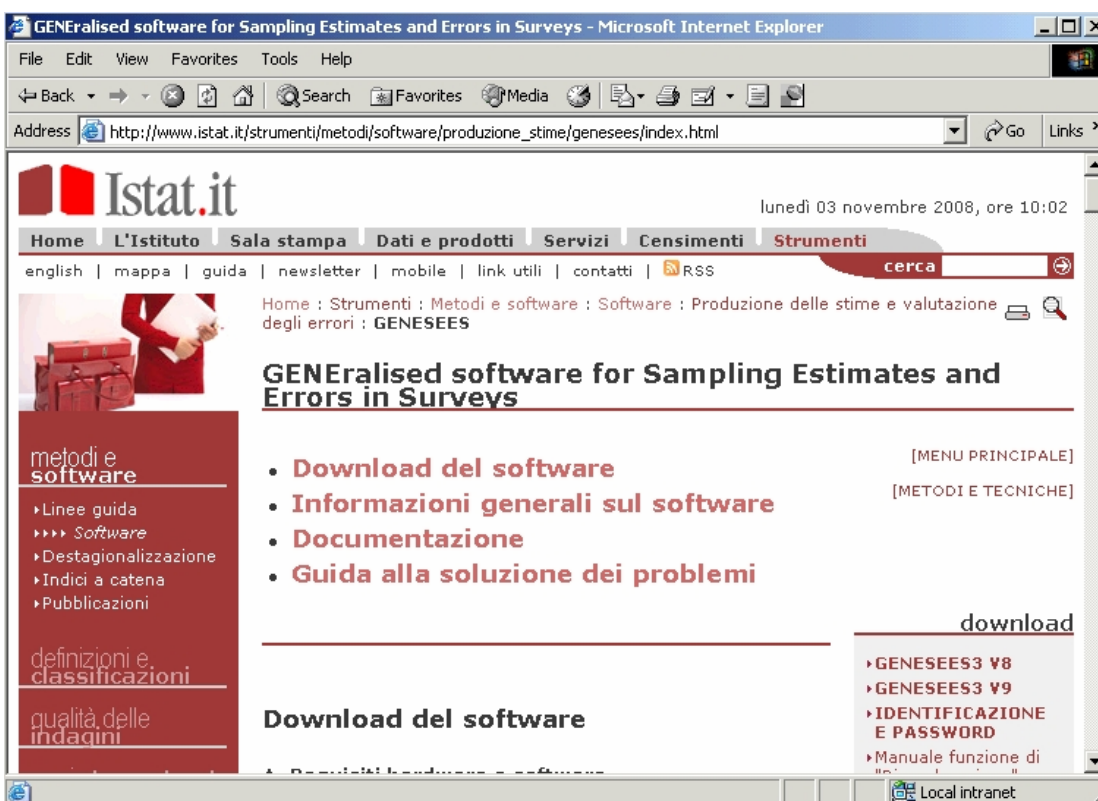 GENEralised software for Sampling Estimates and Errors in Surveys - Microsoft Internet Explorer
File Edit View Favorites Tools Help
Back Search Favorites Media
Address http://www.istat.it/strumenti/metodi/software/produzione_stime/genesees/index.html Go Links
Istat.it
lunedì 03 novembre 2008, ore 10:02
Home L'Istituto Sala stampa Dati e prodotti Servizi Censimenti Strumenti
english | mappa | guida | newsletter | mobile | link utili | contatti | RSS
cerca
Home : Strumenti : Metodi e software : Software : Produzione delle stime e valutazione
degli errori : GENESEES
GENEralised software for Sampling Estimates and
Errors in Surveys
metodi e
software
Linee guida
Software
Destagionalizzazione
Indici a catena
Pubblicazioni
definizioni e
classificazioni
qualità delle
indagini
• Download del software
• Informazioni generali sul software
• Documentazione
• Guida alla soluzione dei problemi
[MENU PRINCIPALE]
[METODI E TECNICHE]
Download del software
download
GENESEES3 V8
GENESEES3 V9
IDENTIFICAZIONE
E PASSWORD
Manuale funzione di
Local intranet